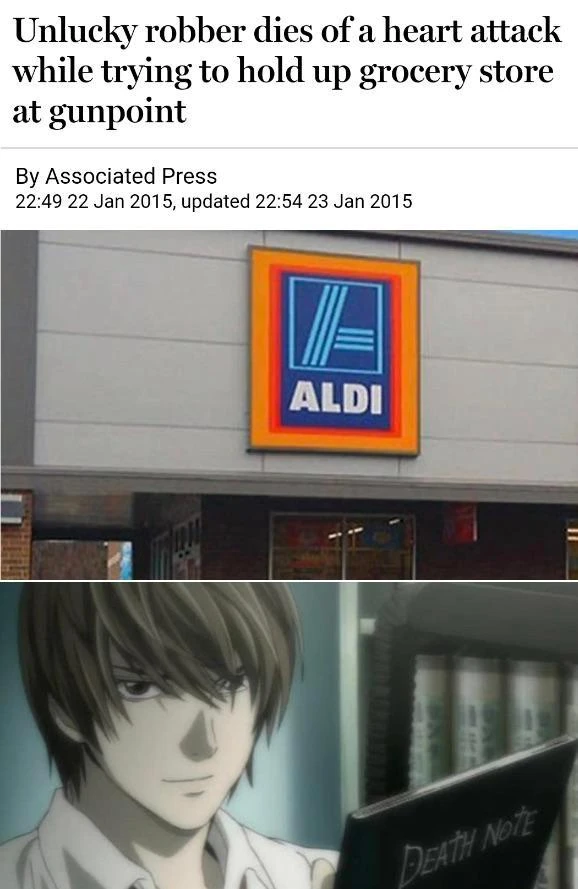 Unlucky robber dies of a heart attack
while trying to hold up grocery store
at gunpoint
By Associated Press
22:49 22 Jan 2015, updated 22:54 23 Jan 2015
ALDI
DEATH NOTE